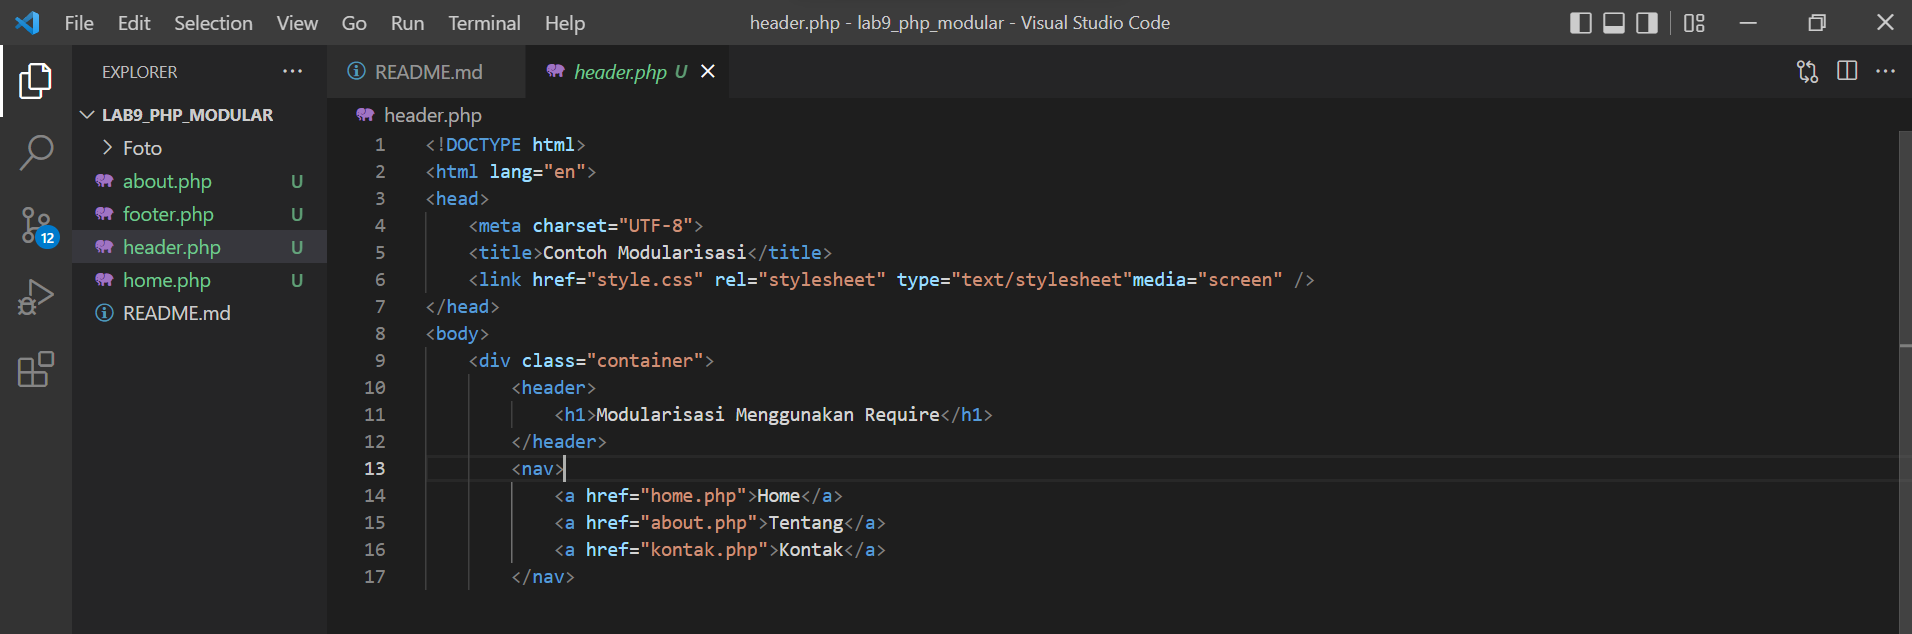 File Edit Selection View Go Run Terminal Help header.php - lab9_php_modular - Visual Studio Code
EXPLORER
LAB9_PHP_MODULAR
Foto
about.php U
footer.php U
header.php U
home.php U
README.md
12
README.md header.php U
header.php
1 <!DOCTYPE html>
2 <html lang="en">
3 <head>
4 <meta charset="UTF-8">
5 <title>Contoh Modularisasi</title>
6 <link href="style.css" rel="stylesheet" type="text/stylesheet"media="screen" />
7 </head>
8 <body>
9 <div class="container">
10 <header>
11 <h1>Modularisasi Menggunakan Require</h1>
12 </header>
13 <nav>
14 <a href="home.php">Home</a>
15 <a href="about.php">Tentang</a>
16 <a href="kontak.php">Kontak</a>
17 </nav>